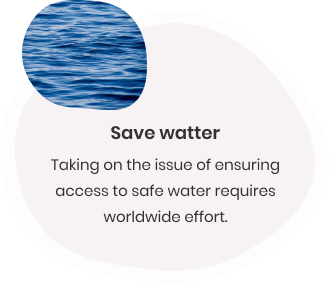 Save watter
Taking on the issue of ensuring
access to safe water requires
worldwide effort.